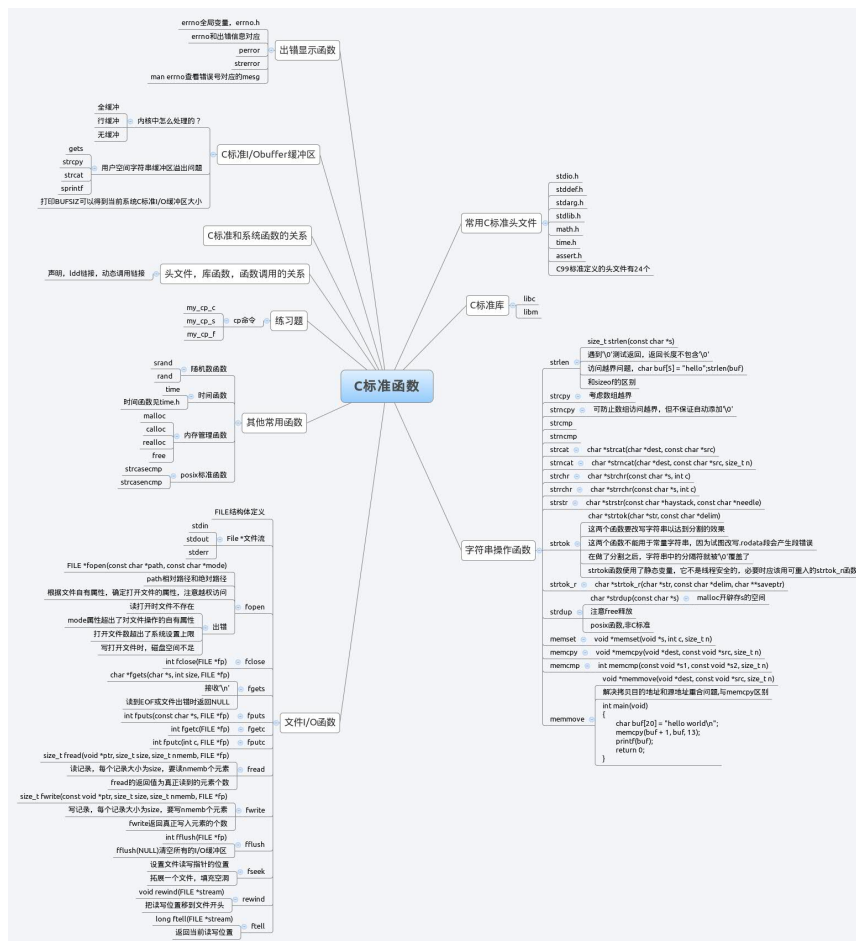 C标准函数
出错显示函数
errno全局变量，errno.h
errno和出错信息对应
perror
strerror
man errno查看错误号对应的mesg
C标准I/Obuffer缓冲区
内核中怎么处理的？
全缓冲
行缓冲
无缓冲
用户空间字符串缓冲区溢出问题
gets
strcpy
strcat
sprintf
打印BUFSIZ可以得到当前系统C标准I/O缓冲区大小
C标准和系统函数的关系
头文件，库函数，函数调用的关系
声明，ldd链接，动态调用链接
练习题
cp命令
my_cp_c
my_cp_s
my_cp_f
其他常用函数
随机数函数
srand
rand
时间函数
time
时间函数见time.h
内存管理函数
malloc
calloc
realloc
free
posix标准函数
strcasecmp
strcasencmp
文件I/O函数
FILE结构体定义
File *文件流
stdin
stdout
stderr
fopen
FILE *fopen(const char *path, const char *mode)
path相对路径和绝对路径
根据文件自有属性，确定打开文件的属性，注意越权访问
出错
读打开时文件不存在
mode属性超出了对文件操作的自有属性
打开文件数超出了系统设置上限
写打开文件时，磁盘空间不足
fclose
int fclose(FILE *fp)
fgets
char *fgets(char *s, int size, FILE *fp)
接收'\n'
读到EOF或文件出错时返回NULL
fputs
int fputs(const char *s, FILE *fp)
fgetc
int fgetc(FILE *fp)
fputc
int fputc(int c, FILE *fp)
fread
size_t fread(void *ptr, size_t size, size_t nmemb, FILE *fp)
读记录，每个记录大小为size，要读nmemb个元素
fread的返回值为真正读到的元素个数
fwrite
size_t fwrite(const void *ptr, size_t size, size_t nmemb, FILE *fp)
写记录，每个记录大小为size，要写nmemb个元素
fwrite返回真正写入元素的个数
fflush
int fflush(FILE *fp)
fflush(NULL)清空所有的I/O缓冲区
fseek
设置文件读写指针的位置
拓展一个文件，填充空洞
rewind
void rewind(FILE *stream)
把读写位置移到文件开头
ftell
long ftell(FILE *stream)
返回当前读写位置
常用C标准头文件
stdio.h
stddef.h
stdarg.h
stdlib.h
math.h
time.h
assert.h
C99标准定义的头文件有24个
C标准库
libc
libm
字符串操作函数
strlen
size_t strlen(const char *s)
遇到'\0'测试返回，返回长度不包含'\0'
访问越界问题，char buf[5] = "hello";strlen(buf)
和sizeof的区别
strcpy
考虑数组越界
strncpy
可防止数组访问越界，但不保证自动添加'\0'
strcmp
strncmp
strcat
char *strcat(char *dest, const char *src)
strncat
char *strncat(char *dest, const char *src, size_t n)
strchr
char *strchr(const char *s, int c)
strrchr
char *strrchr(const char *s, int c)
strstr
char *strstr(const char *haystack, const char *needle)
strtok
char *strtok(char *str, const char *delim)
这两个函数要改写字符串以达到分割的效果
这两个函数不能用于常量字符串，因为试图改写.rodata段会产生段错误
在做了分割之后，字符串中的分隔符就被'\0'覆盖了
strtok函数使用了静态变量，它不是线程安全的，必要时应该用可重入的strtok_r函数
strtok_r
char *strtok_r(char *str, const char *delim, char **saveptr)
strdup
char *strdup(const char *s)
malloc开辟存s的空间
注意free释放
posix函数,非C标准
memset
void *memset(void *s, int c, size_t n)
memcpy
void *memcpy(void *dest, const void *src, size_t n)
memcmp
int memcmp(const void *s1, const void *s2, size_t n)
memmove
void *memmove(void *dest, const void *src, size_t n)
解决拷贝目的地址和源地址重合问题,与memcpy区别
int main(void)
{
char buf[20] = "hello world\n";
memcpy(buf + 1, buf, 13);
printf(buf);
return 0;
}